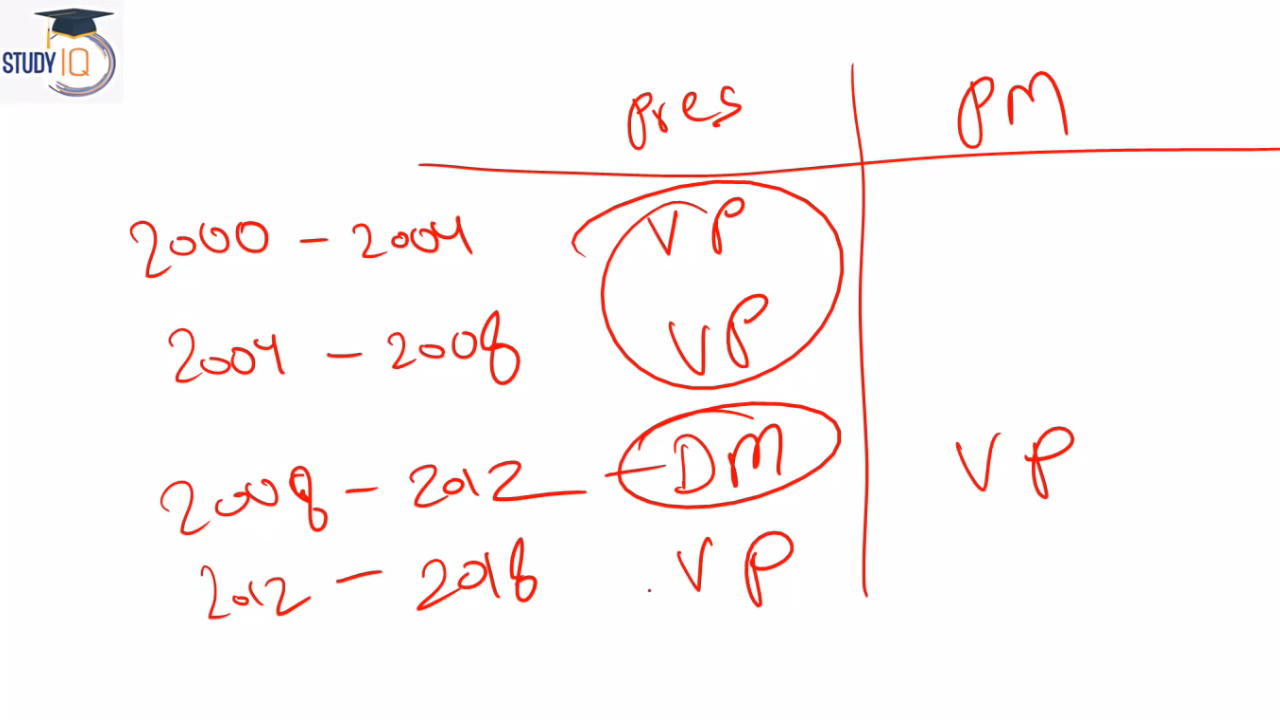 STUDY IQ
Pres PM
2000 - 2004 VP
2004 - 2008 VP
2008 - 2012 - DM VP
2012 - 2018 VP